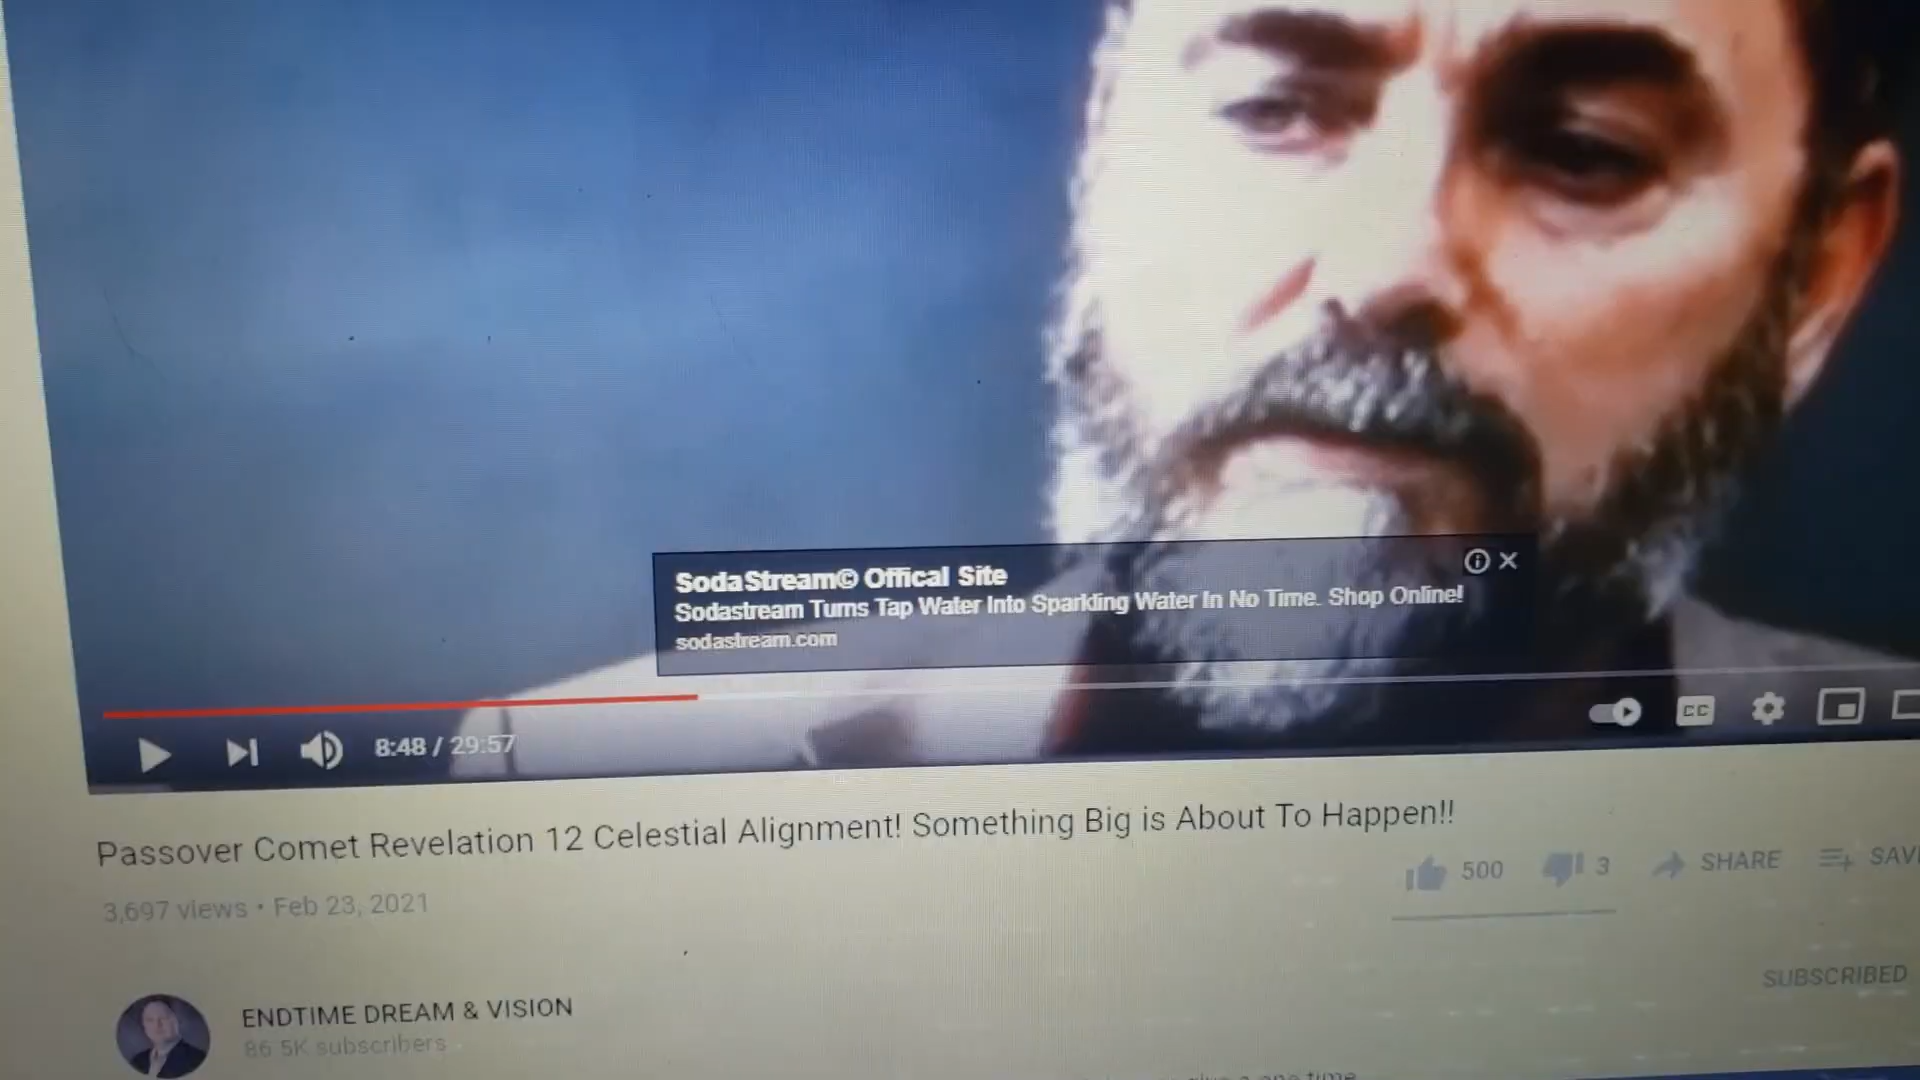 SodaStream© Offical Site
Sodastream Turns Tap Water Into Sparkling Water In No Time. Shop Online!
sodastream.com
8:48 / 29:57
CC
Passover Comet Revelation 12 Celestial Alignment! Something Big is About To Happen!!
3,697 views • Feb 23, 2021
500
3
SHARE
SAVE
ENDTIME DREAM & VISION
86.5K subscribers
SUBSCRIBED